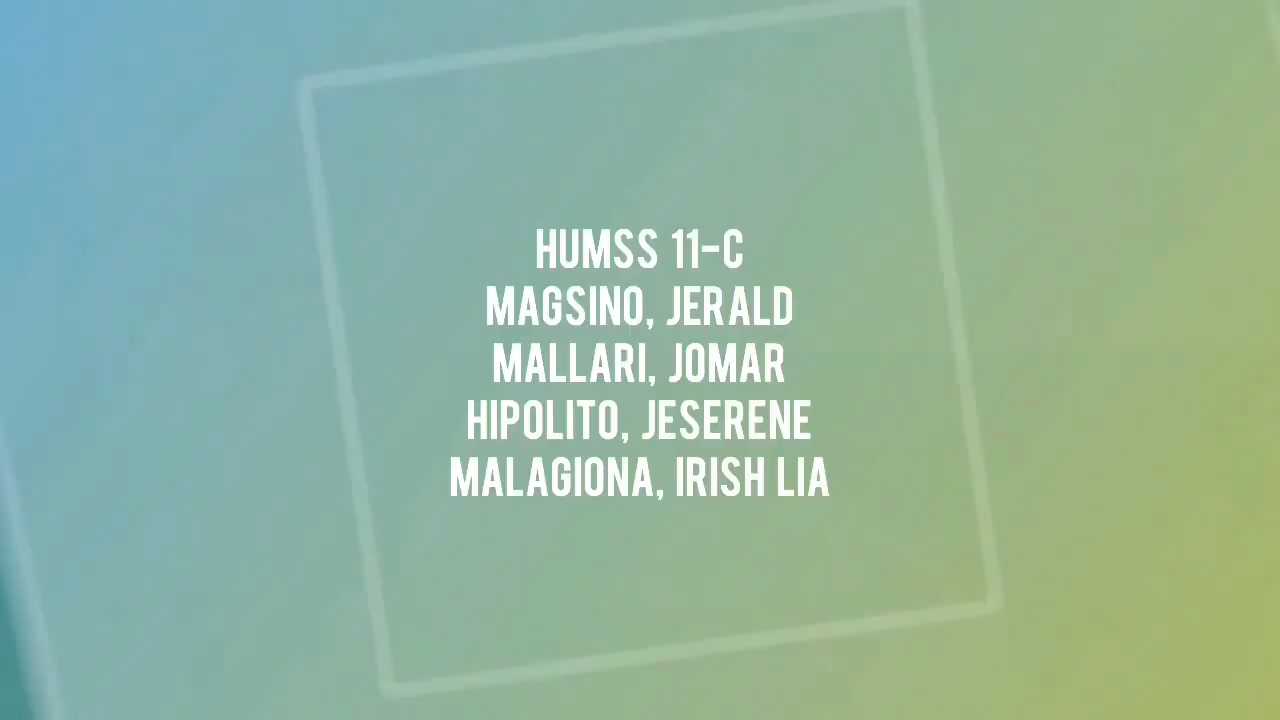 HUMSS 11-C
MAGSINO, JERALD
MALLARI, JOMAR
HIPOLITO, JESERENE
MALAGIONA, IRISH LIA